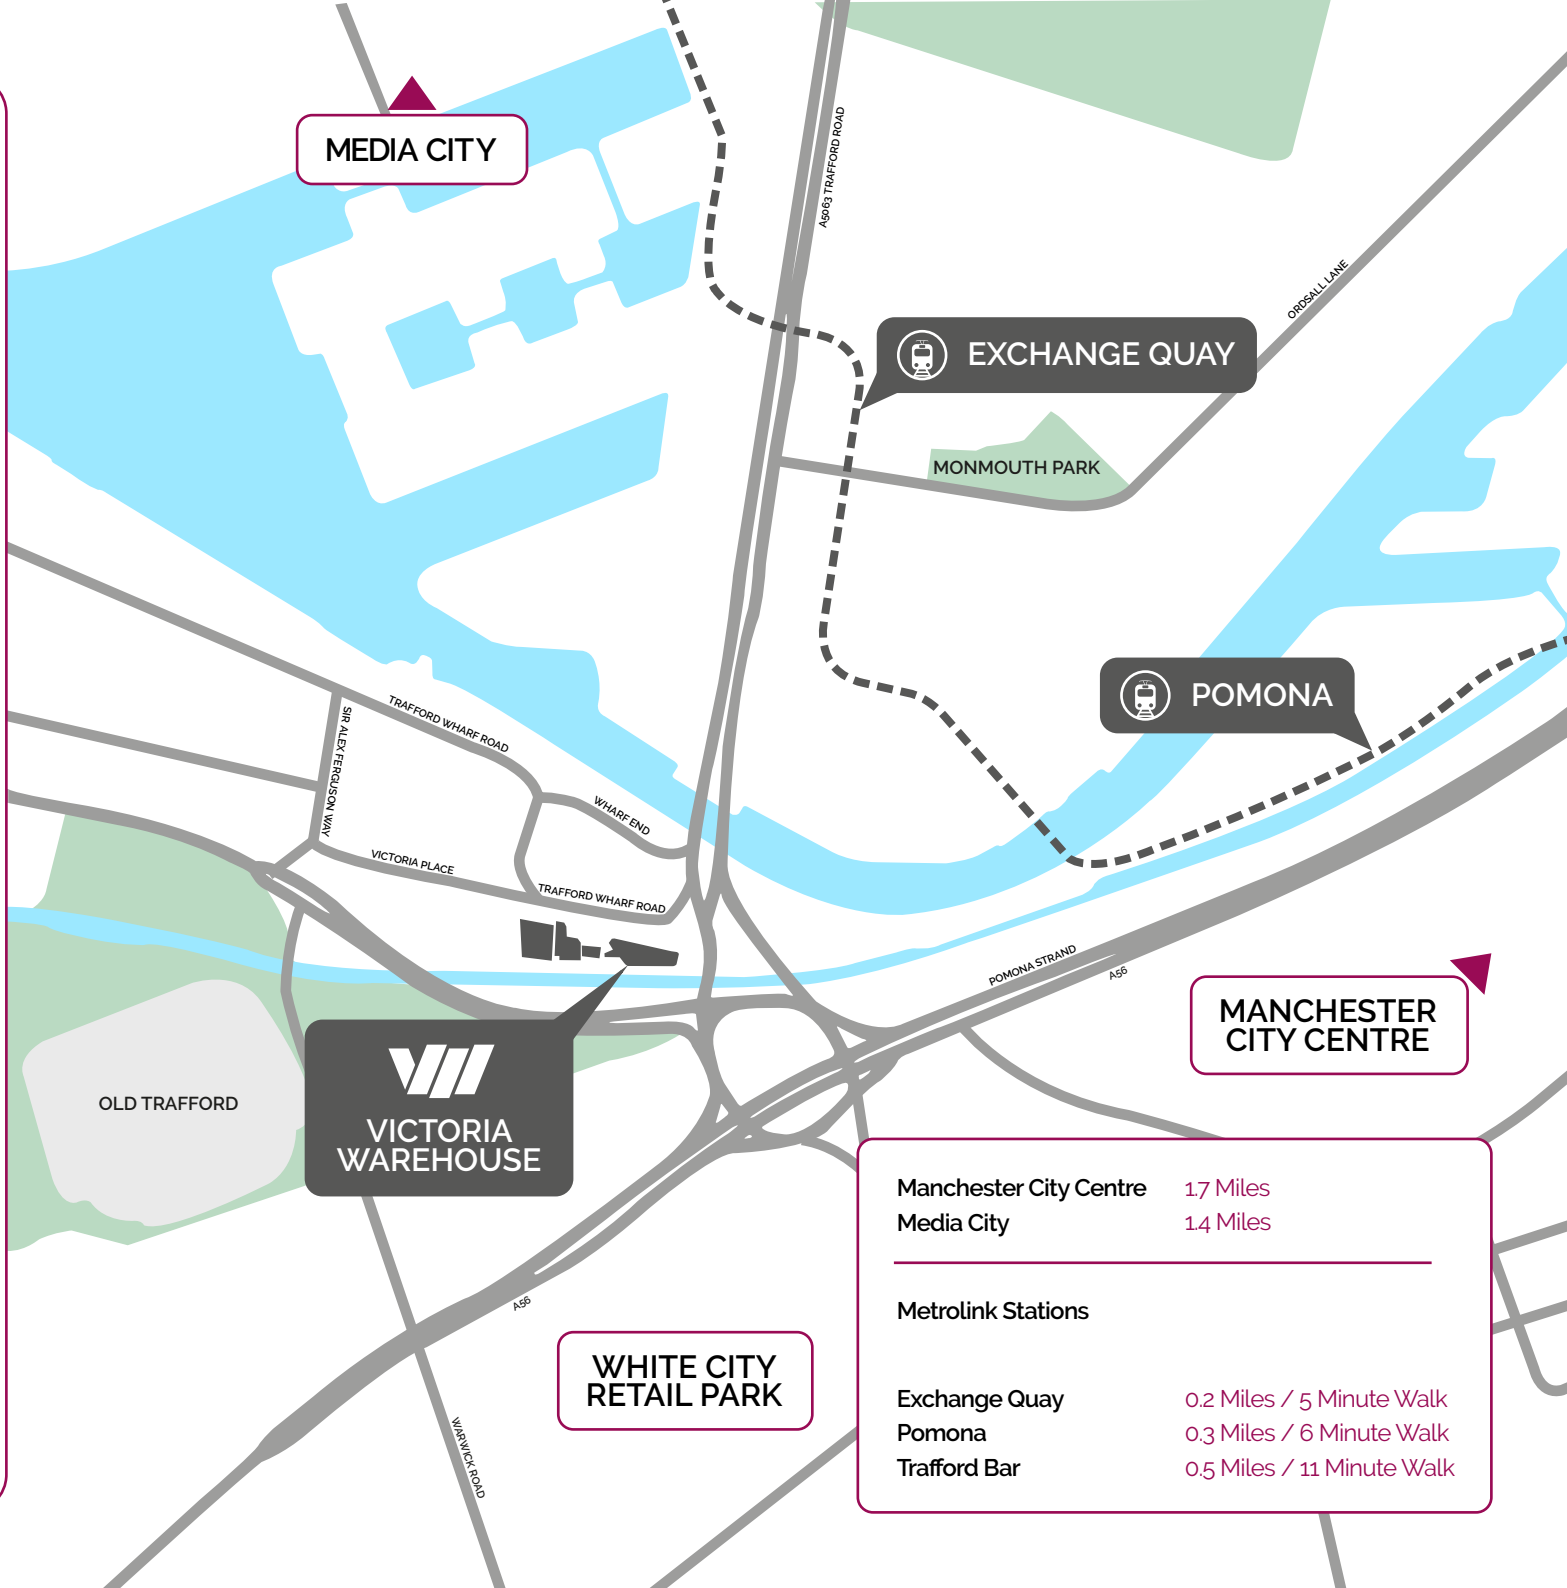 MEDIA CITY
A5063 TRAFFORD ROAD
ORDSALL LANE
EXCHANGE QUAY
MONMOUTH PARK
POMONA
TRAFFORD WHARF ROAD
SIR ALEX FERGUSON WAY
WHARF END
VICTORIA PLACE
TRAFFORD WHARF ROAD
POMONA STRAND
A56
MANCHESTER
CITY CENTRE
OLD TRAFFORD
VICTORIA
WAREHOUSE
A56
WHITE CITY
RETAIL PARK
WARWICK ROAD
Manchester City Centre 1.7 Miles
Media City 1.4 Miles
Metrolink Stations
Exchange Quay 0.2 Miles / 5 Minute Walk
Pomona 0.3 Miles / 6 Minute Walk
Trafford Bar 0.5 Miles / 11 Minute Walk